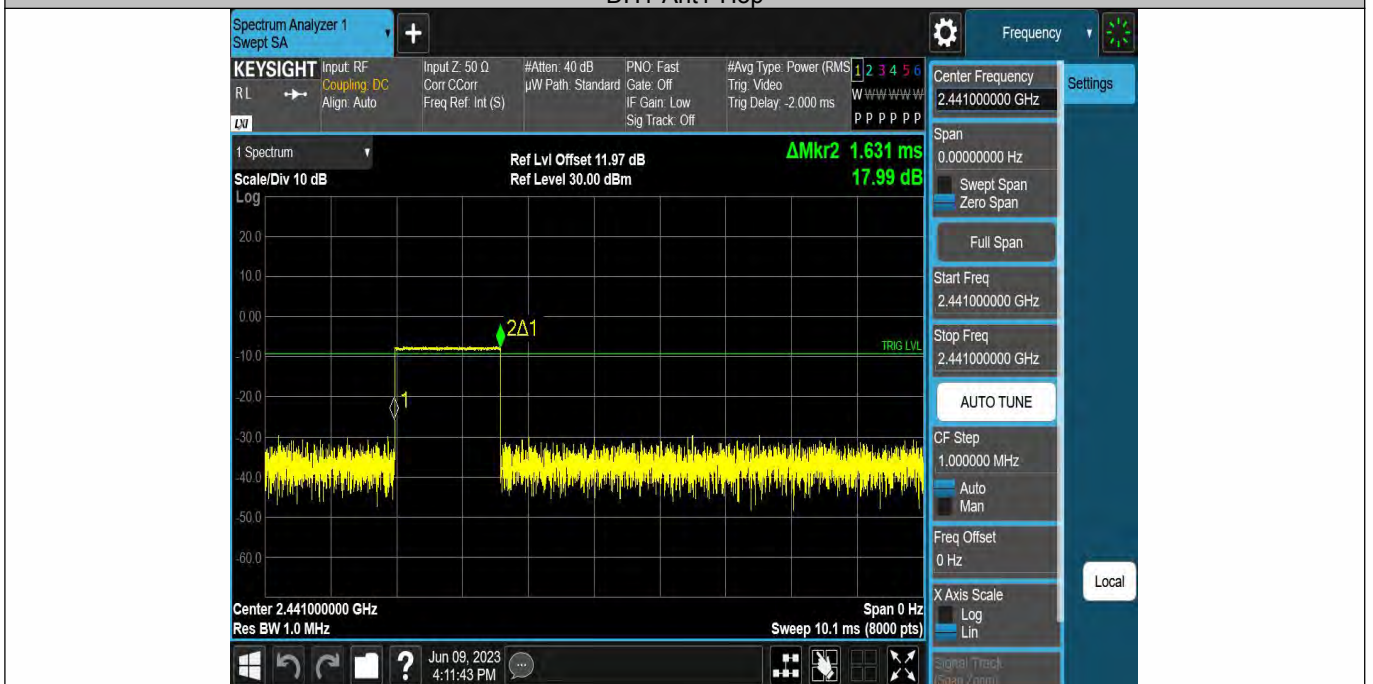 Spectrum Analyzer 1
Swept SA
+
Frequency
KEYSIGHT
Input: RF
Coupling: DC
Align: Auto
RL
LXI
Input Z: 50 Ω
Corr CCorr
Freq Ref: Int (S)
#Atten: 40 dB
µW Path: Standard
PNO: Fast
Gate: Off
IF Gain: Low
Sig Track: Off
#Avg Type: Power (RMS
Trig: Video
Trig Delay: -2.000 ms
1 2 3 4 5 6
W W W W W W
P P P P P P
Center Frequency
2.441000000 GHz
Settings
1 Spectrum
Scale/Div 10 dB
Log
Ref Lvl Offset 11.97 dB
Ref Level 30.00 dBm
ΔMkr2 1.631 ms
17.99 dB
20.0
10.0
0.00
-10.0
-20.0
-30.0
-40.0
-50.0
-60.0
2Δ1
1
TRIG LVL
Center 2.441000000 GHz
Res BW 1.0 MHz
Span 0 Hz
Sweep 10.1 ms (8000 pts)
Span
0.00000000 Hz
Swept Span
Zero Span
Full Span
Start Freq
2.441000000 GHz
Stop Freq
2.441000000 GHz
AUTO TUNE
CF Step
1.000000 MHz
Auto
Man
Freq Offset
0 Hz
X Axis Scale
Log
Lin
Signal Track
(Span Zoom)
Local
?
Jun 09, 2023
4:11:43 PM